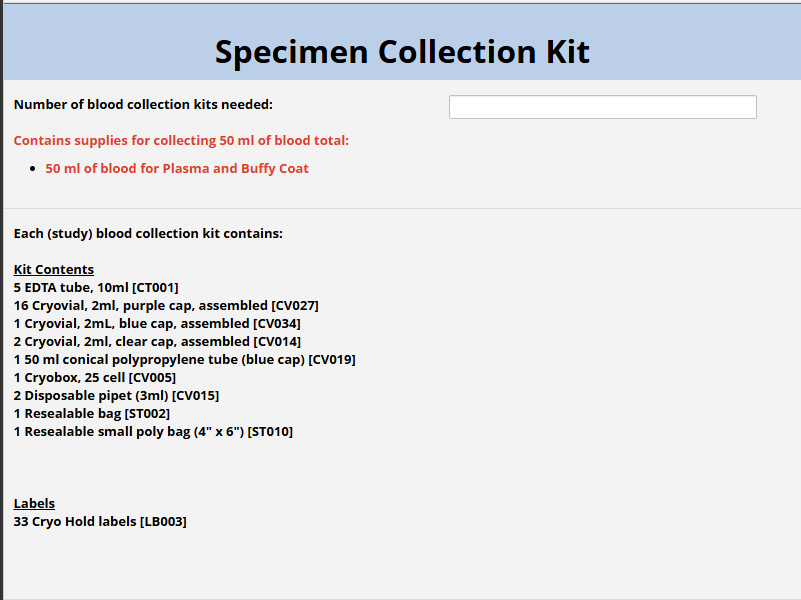 Specimen Collection Kit
Number of blood collection kits needed:
Contains supplies for collecting 50 ml of blood total:
50 ml of blood for Plasma and Buffy Coat
Each (study) blood collection kit contains:
Kit Contents
5 EDTA tube, 10ml [CT001]
16 Cryovial, 2ml, purple cap, assembled [CV027]
1 Cryovial, 2mL, blue cap, assembled [CV034]
2 Cryovial, 2ml, clear cap, assembled [CV014]
1 50 ml conical polypropylene tube (blue cap) [CV019]
1 Cryobox, 25 cell [CV005]
2 Disposable pipet (3ml) [CV015]
1 Resealable bag [ST002]
1 Resealable small poly bag (4" x 6") [ST010]
Labels
33 Cryo Hold labels [LB003]